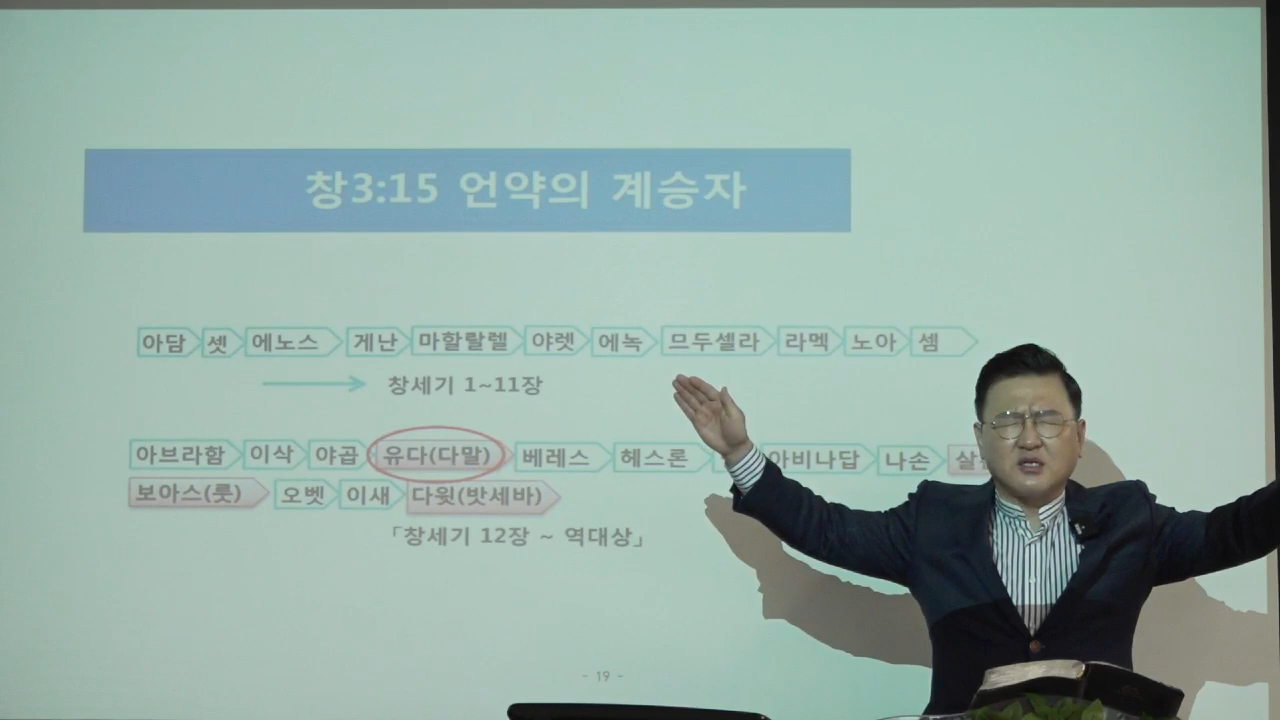 창3:15 언약의 계승자
아담 셋 에노스 게난 마할랄렐 야렛 에녹 므두셀라 라멕 노아 셈
창세기 1~11장
아브라함 이삭 야곱 유다(다말) 베레스 헤스론 아비나답 나손 살
보아스(룻) 오벳 이새 다윗(밧세바)
「창세기 12장 ~ 역대상」
- 19 -